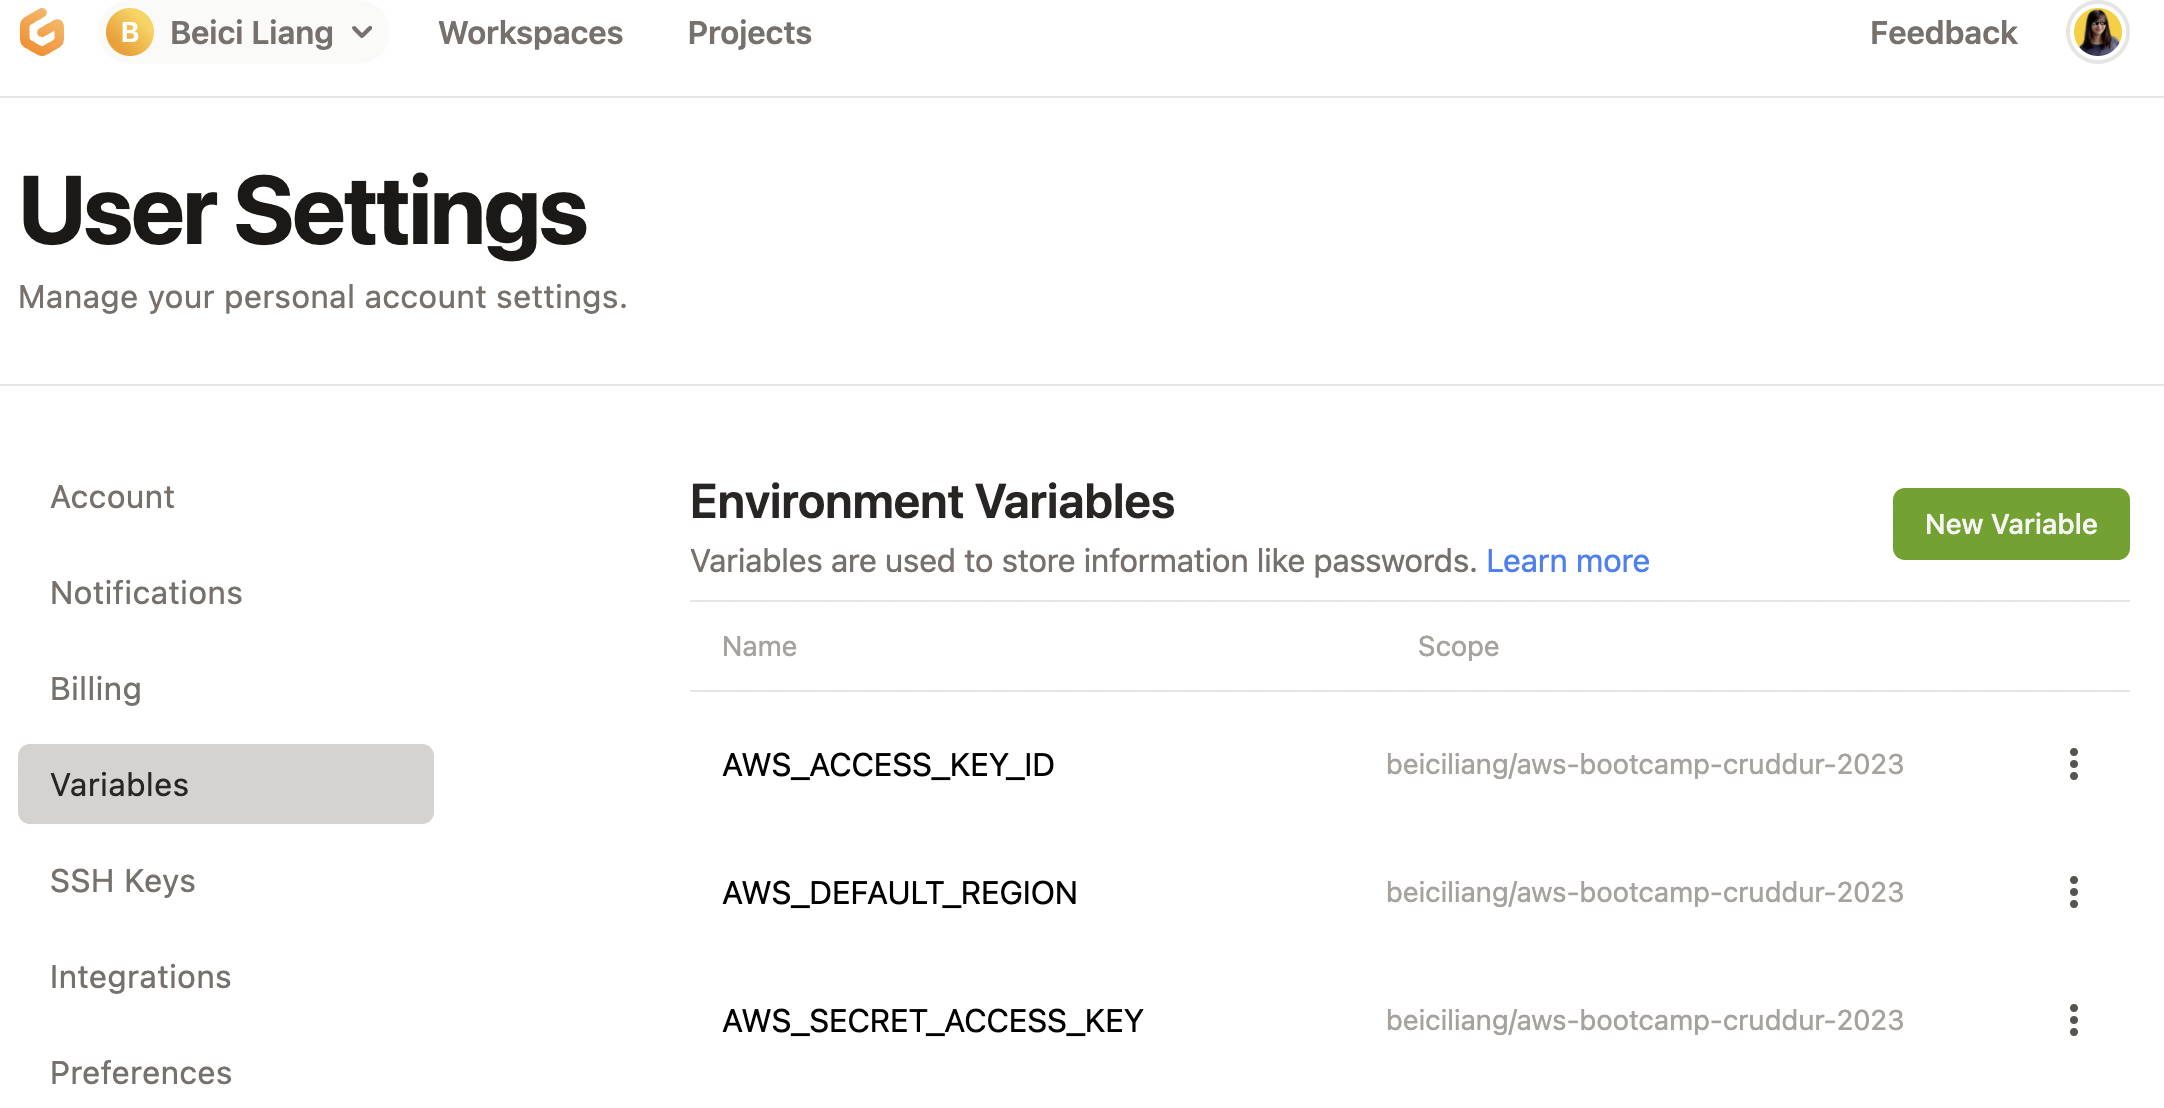 B Beici Liang Workspaces Projects Feedback
User Settings
Manage your personal account settings.
Account
Notifications
Billing
Variables
SSH Keys
Integrations
Preferences
Environment Variables
Variables are used to store information like passwords. Learn more
New Variable
Name Scope
AWS_ACCESS_KEY_ID beiciliang/aws-bootcamp-cruddur-2023
AWS_DEFAULT_REGION beiciliang/aws-bootcamp-cruddur-2023
AWS_SECRET_ACCESS_KEY beiciliang/aws-bootcamp-cruddur-2023